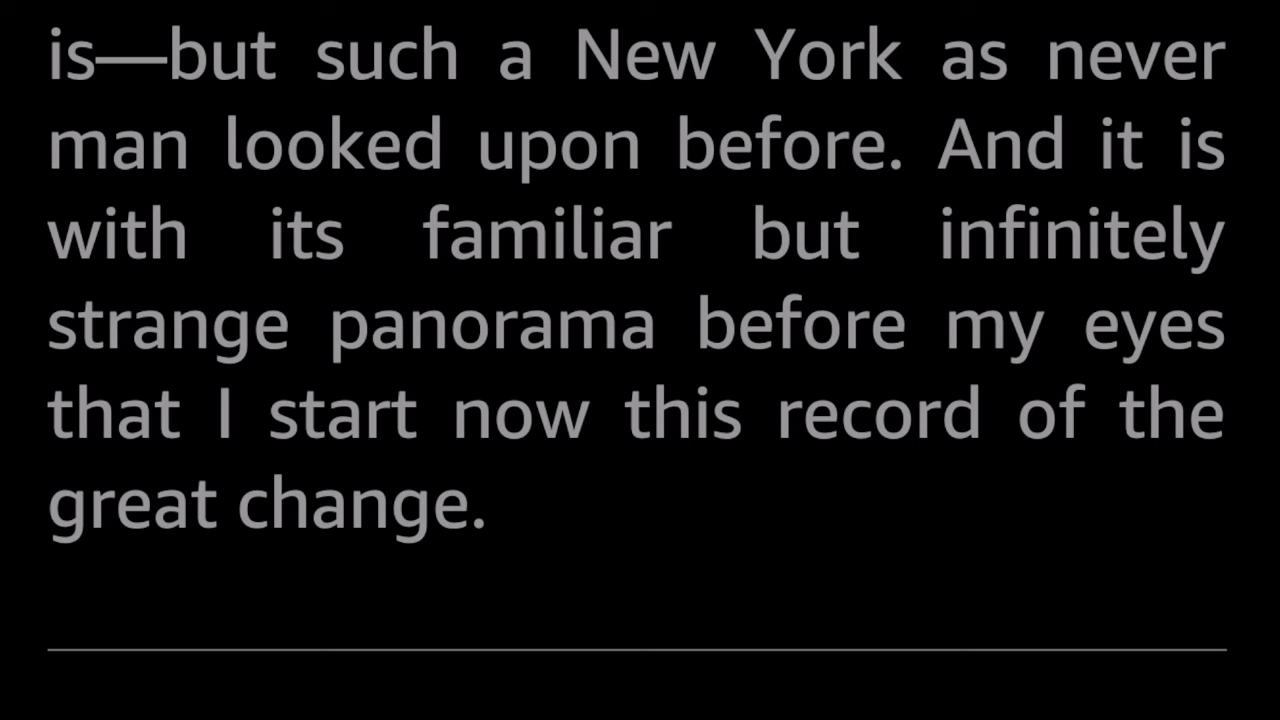 is—but such a New York as never
man looked upon before. And it is
with its familiar but infinitely
strange panorama before my eyes
that I start now this record of the
great change.